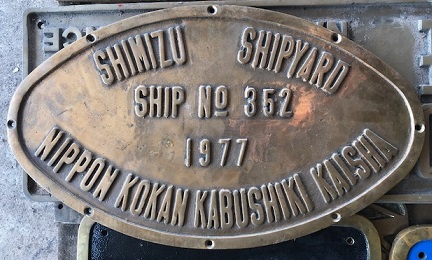 SHIMIZU SHIPYARD
SHIP No 352
1977
NIPPON KOKAN KABUSHIKI KAISHA